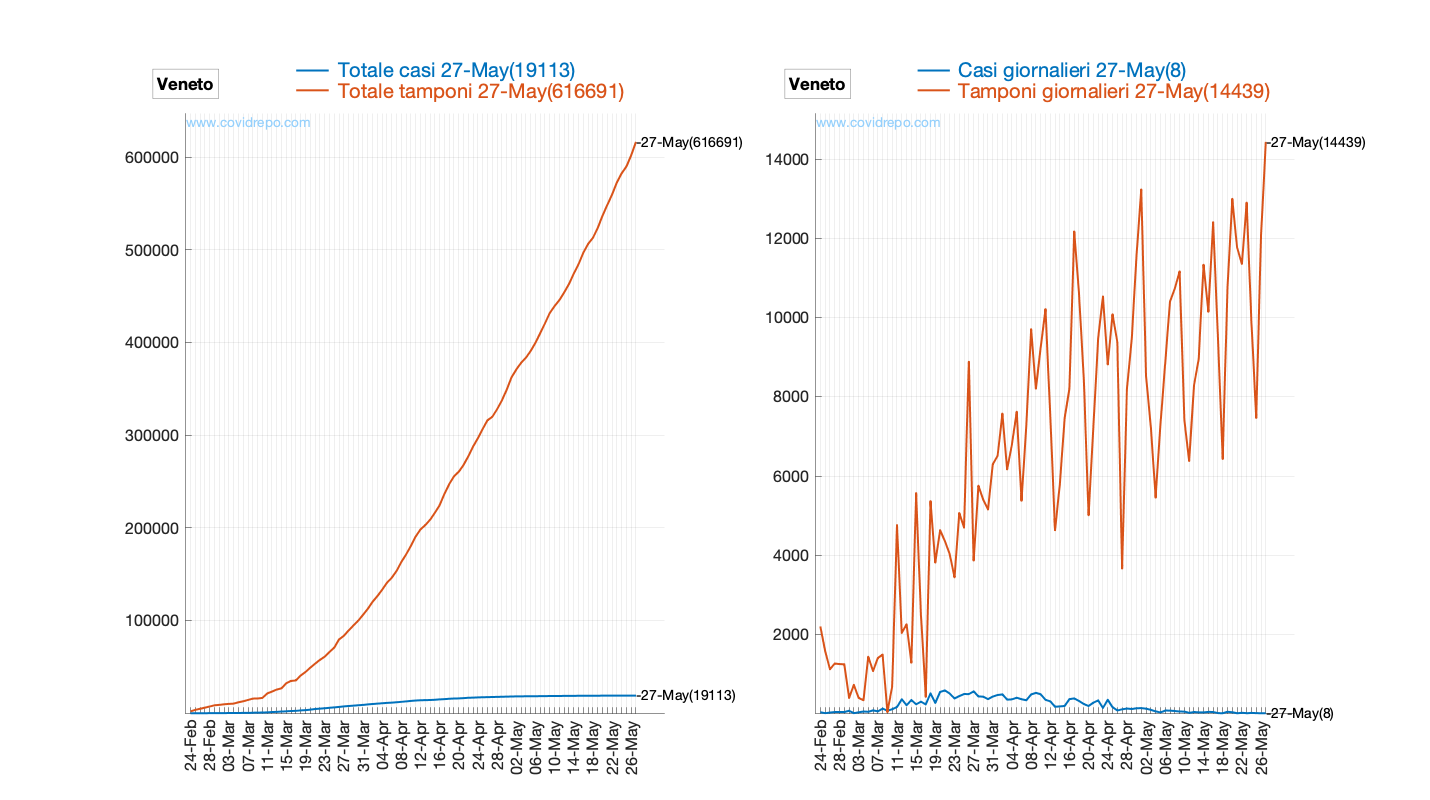 Veneto
Totale casi 27-May(19113)
Totale tamponi 27-May(616691)
www.covidrepo.com
27-May(616691)
600000
500000
400000
300000
200000
100000
27-May(19113)
24-Feb
28-Feb
03-Mar
07-Mar
11-Mar
15-Mar
19-Mar
23-Mar
27-Mar
31-Mar
04-Apr
08-Apr
12-Apr
16-Apr
20-Apr
24-Apr
28-Apr
02-May
06-May
10-May
14-May
18-May
22-May
26-May
Veneto
Casi giornalieri 27-May(8)
Tamponi giornalieri 27-May(14439)
www.covidrepo.com
27-May(14439)
14000
12000
10000
8000
6000
4000
2000
27-May(8)
24-Feb
28-Feb
03-Mar
07-Mar
11-Mar
15-Mar
19-Mar
23-Mar
27-Mar
31-Mar
04-Apr
08-Apr
12-Apr
16-Apr
20-Apr
24-Apr
28-Apr
02-May
06-May
10-May
14-May
18-May
22-May
26-May